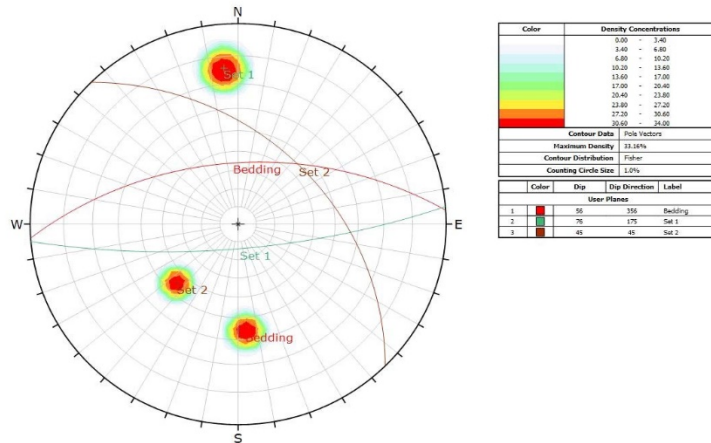 N
Set 1
Bedding
Set 2
W
E
Set 1
Set 2
Bedding
S
Color Density Concentrations
0.00 - 3.40
3.40 - 6.80
6.80 - 10.20
10.20 - 13.60
13.60 - 17.00
17.00 - 20.40
20.40 - 23.80
23.80 - 27.20
27.20 - 30.60
30.60 - 34.00
Contour Data Pole Vectors
Maximum Density 33.16%
Contour Distribution Fisher
Counting Circle Size 1.0%
Color Dip Dip Direction Label
User Planes
1 56 356 Bedding
2 76 175 Set 1
3 45 45 Set 2